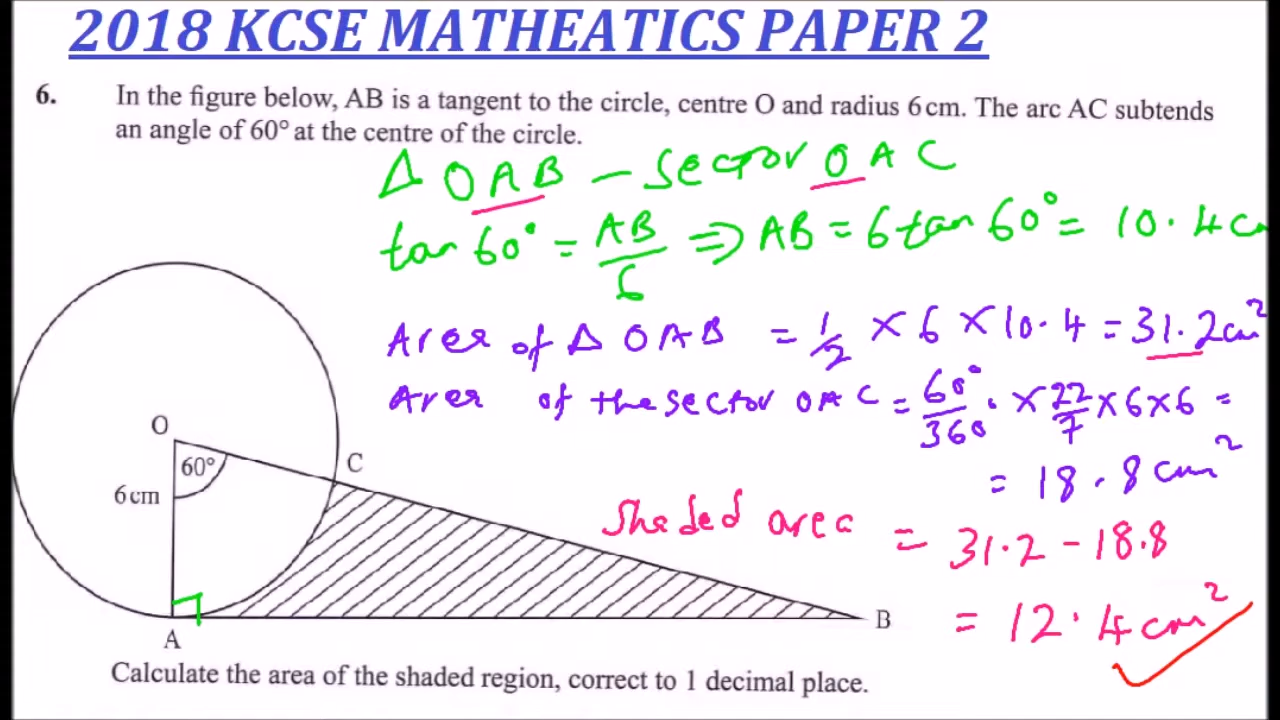 2018 KCSE MATHEATICS PAPER 2
6. In the figure below, AB is a tangent to the circle, centre O and radius 6 cm. The arc AC subtends
an angle of 60° at the centre of the circle.
Δ OAB – Sector OAC
tan 60° = AB/6 ⇒ AB = 6 tan 60° = 10.4 cm
Area of Δ OAB = 1/2 × 6 × 10.4 = 31.2 cm²
Area of the sector OAC = 60°/360° × 22/7 × 6 × 6 =
= 18.8 cm²
O
60°
C
6 cm
Shaded area = 31.2 – 18.8
= 12.4 cm²
A
B
Calculate the area of the shaded region, correct to 1 decimal place.